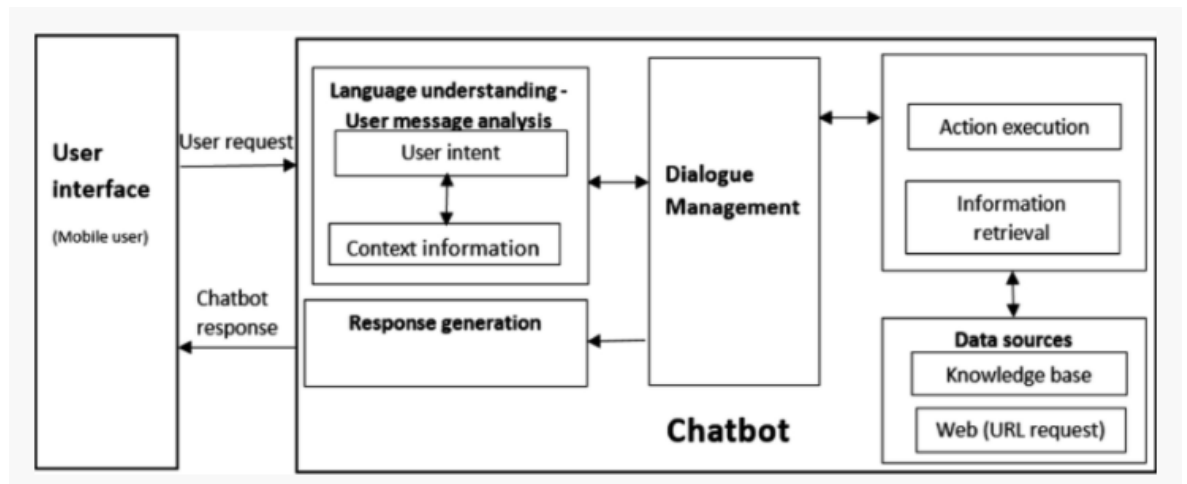 User
interface
(Mobile user)
User request
Chatbot
response
Language understanding -
User message analysis
User intent
Context information
Response generation
Dialogue
Management
Action execution
Information
retrieval
Data sources
Knowledge base
Web (URL request)
Chatbot